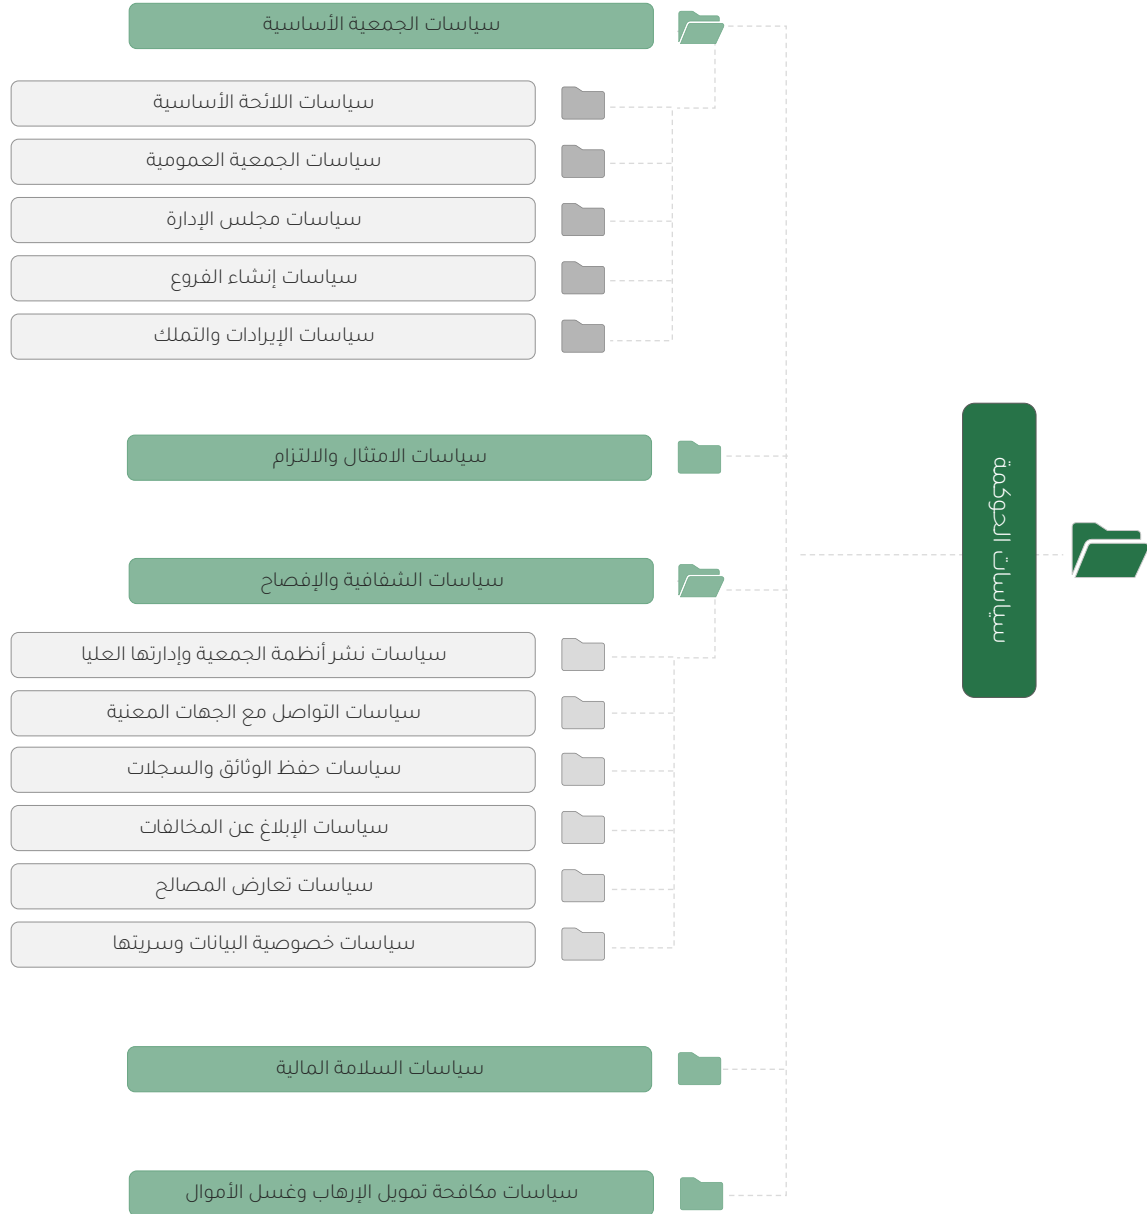 سياسات الحوكمة
سياسات الجمعية الأساسية
سياسات اللائحة الأساسية
سياسات الجمعية العمومية
سياسات مجلس الإدارة
سياسات إنشاء الفروع
سياسات الإيرادات والتملك
سياسات الامتثال والالتزام
سياسات الشفافية والإفصاح
سياسات نشر أنظمة الجمعية وإدارتها العليا
سياسات التواصل مع الجهات المعنية
سياسات حفظ الوثائق والسجلات
سياسات الإبلاغ عن المخالفات
سياسات تعارض المصالح
سياسات خصوصية البيانات وسريتها
سياسات السلامة المالية
سياسات مكافحة تمويل الإرهاب وغسل الأموال